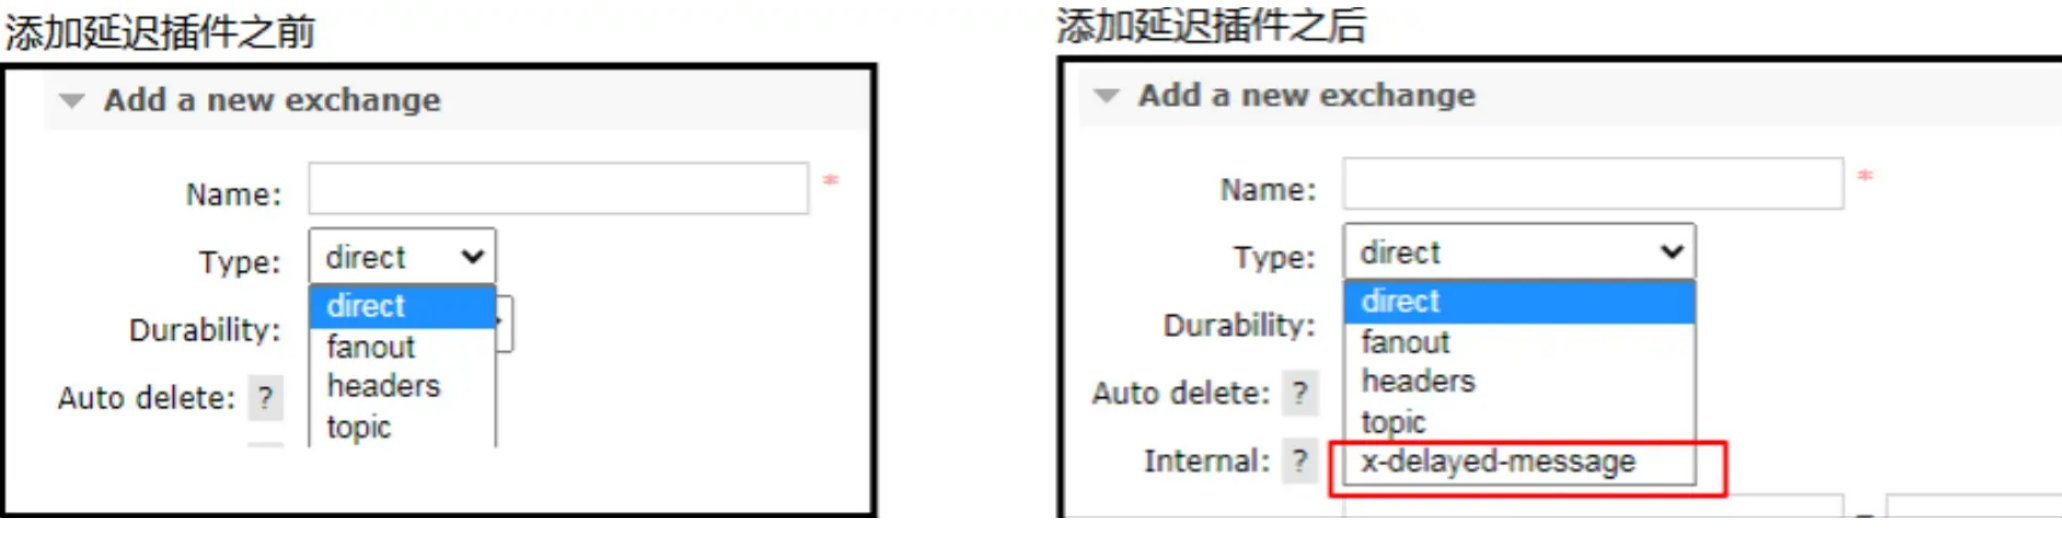 添加延迟插件之前
Add a new exchange
Name:
*
Type:
direct
direct
fanout
headers
topic
Durability:
Auto delete: ?
添加延迟插件之后
Add a new exchange
Name:
*
Type:
direct
direct
fanout
headers
topic
x-delayed-message
Durability:
Auto delete: ?
Internal: ?